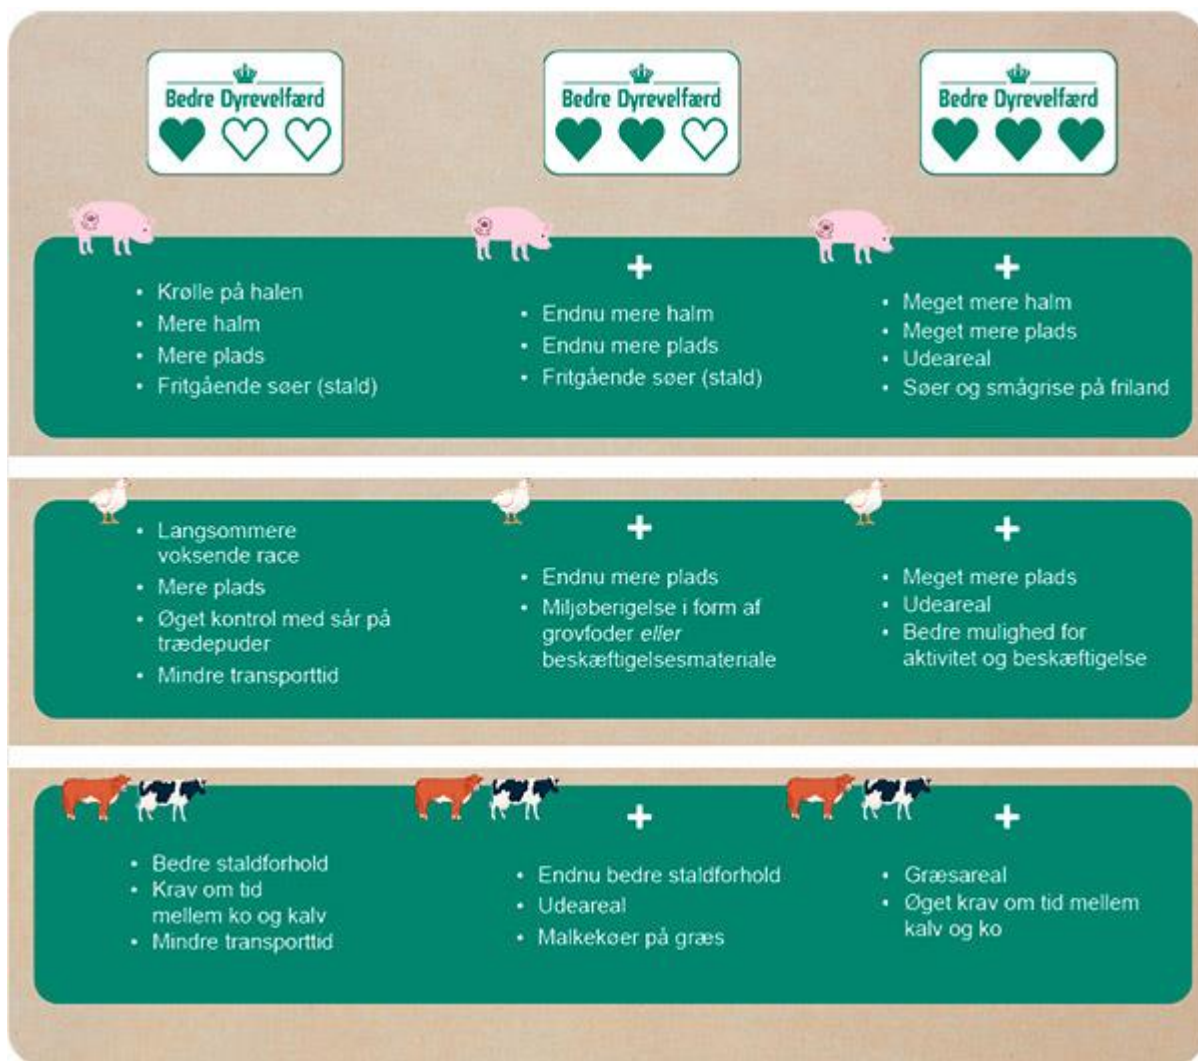 Bedre Dyrevelfærd
Bedre Dyrevelfærd
Bedre Dyrevelfærd
• Krølle på halen
• Mere halm
• Mere plads
• Fritgående søer (stald)
+
• Endnu mere halm
• Endnu mere plads
• Fritgående søer (stald)
+
• Meget mere halm
• Meget mere plads
• Udeareal
• Søer og smågrise på friland
• Langsommere
voksende race
• Mere plads
• Øget kontrol med sår på
trædepuder
• Mindre transporttid
+
• Endnu mere plads
• Miljøberigelse i form af
grovfoder eller
beskæftigelsesmateriale
+
• Meget mere plads
• Udeareal
• Bedre mulighed for
aktivitet og beskæftigelse
• Bedre staldforhold
• Krav om tid
mellem ko og kalv
• Mindre transporttid
+
• Endnu bedre staldforhold
• Udeareal
• Malkekøer på græs
+
• Græsareal
• Øget krav om tid mellem
kalv og ko